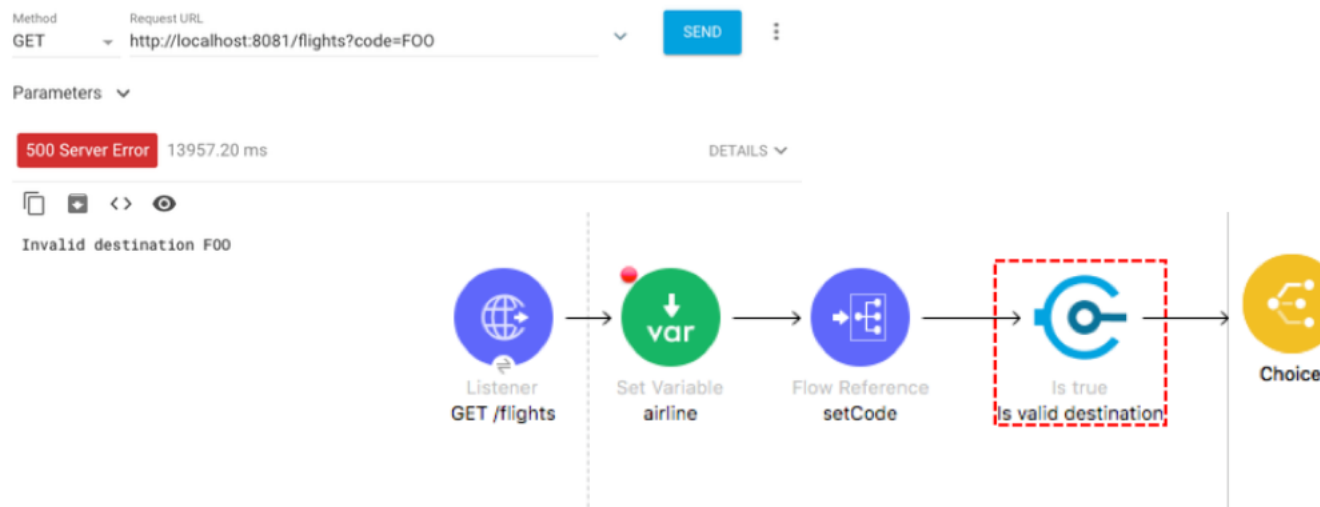 Method Request URL
GET http://localhost:8081/flights?code=FOO SEND
Parameters
500 Server Error 13957.20 ms DETAILS
Invalid destination FOO
var
Listener Set Variable Flow Reference Is true Choice
GET /flights airline setCode Is valid destination